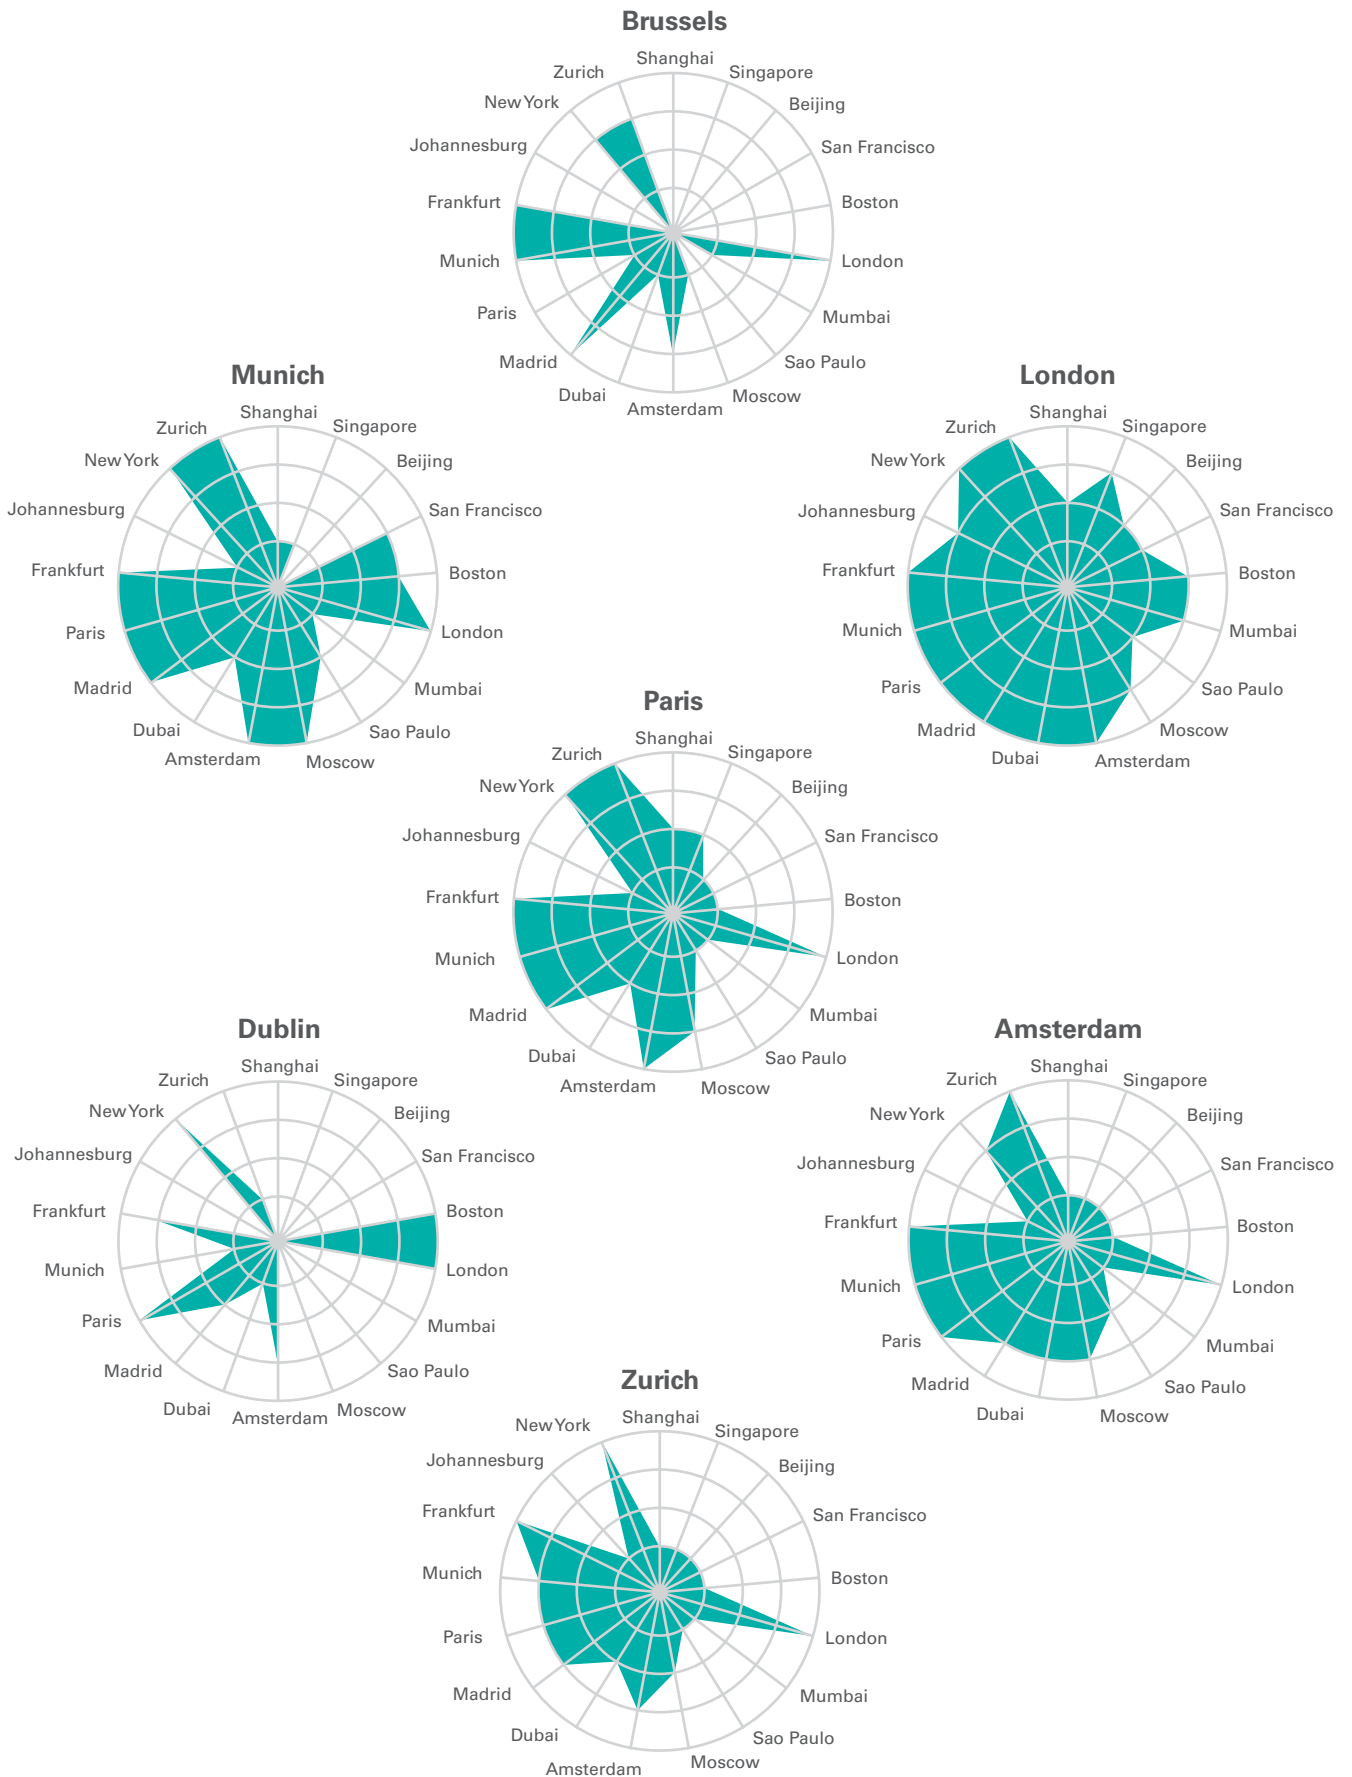 Brussels
Shanghai
Singapore
Beijing
San Francisco
Boston
London
Mumbai
Sao Paulo
Moscow
Amsterdam
Dubai
Madrid
Paris
Munich
Frankfurt
Johannesburg
New York
Zurich
Munich
Shanghai
Singapore
Beijing
San Francisco
Boston
London
Mumbai
Sao Paulo
Moscow
Amsterdam
Dubai
Madrid
Paris
Frankfurt
Johannesburg
New York
Zurich
London
Shanghai
Singapore
Beijing
San Francisco
Boston
Mumbai
Sao Paulo
Moscow
Amsterdam
Dubai
Madrid
Paris
Munich
Frankfurt
Johannesburg
New York
Zurich
Paris
Shanghai
Singapore
Beijing
San Francisco
Boston
London
Mumbai
Sao Paulo
Moscow
Amsterdam
Dubai
Madrid
Munich
Frankfurt
Johannesburg
New York
Zurich
Dublin
Shanghai
Singapore
Beijing
San Francisco
Boston
London
Mumbai
Sao Paulo
Moscow
Amsterdam
Dubai
Madrid
Paris
Munich
Frankfurt
Johannesburg
New York
Zurich
Amsterdam
Shanghai
Singapore
Beijing
San Francisco
Boston
London
Mumbai
Sao Paulo
Moscow
Dubai
Madrid
Paris
Munich
Frankfurt
Johannesburg
New York
Zurich
Zurich
Shanghai
Singapore
Beijing
San Francisco
Boston
London
Mumbai
Sao Paulo
Moscow
Amsterdam
Dubai
Madrid
Paris
Munich
Frankfurt
Johannesburg
New York